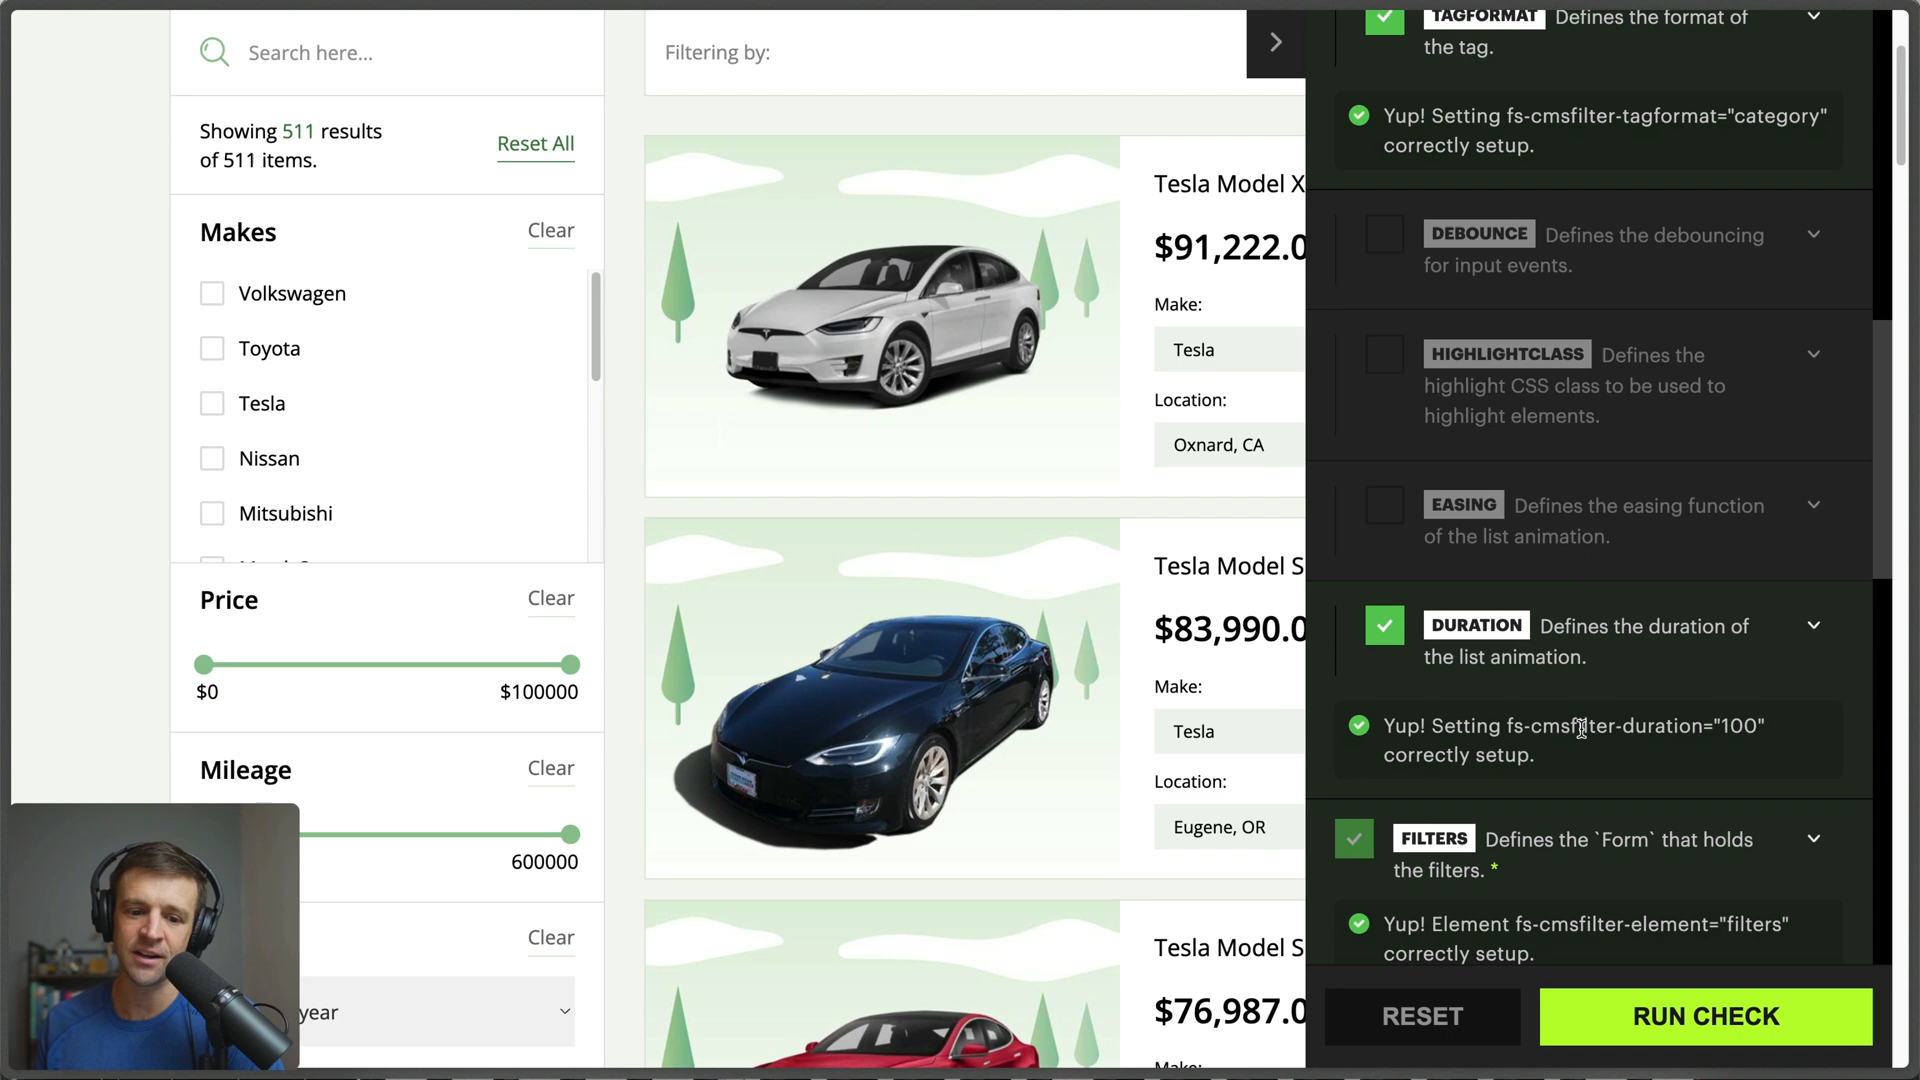 Search here...
Showing 511 results
of 511 items.
Reset All
Makes
Clear
Volkswagen
Toyota
Tesla
Nissan
Mitsubishi
Price
Clear
$0
$100000
Mileage
Clear
600000
Clear
year
Filtering by:
Tesla Model X
$91,222.0
Make:
Tesla
Location:
Oxnard, CA
Tesla Model S
$83,990.0
Make:
Tesla
Location:
Eugene, OR
Tesla Model S
$76,987.0
Make:
TAGFORMAT Defines the format of
the tag.
Yup! Setting fs-cmsfilter-tagformat="category"
correctly setup.
DEBOUNCE Defines the debouncing
for input events.
HIGHLIGHTCLASS Defines the
highlight CSS class to be used to
highlight elements.
EASING Defines the easing function
of the list animation.
DURATION Defines the duration of
the list animation.
Yup! Setting fs-cmsfilter-duration="100"
correctly setup.
FILTERS Defines the `Form` that holds
the filters. *
Yup! Element fs-cmsfilter-element="filters"
correctly setup.
RESET
RUN CHECK